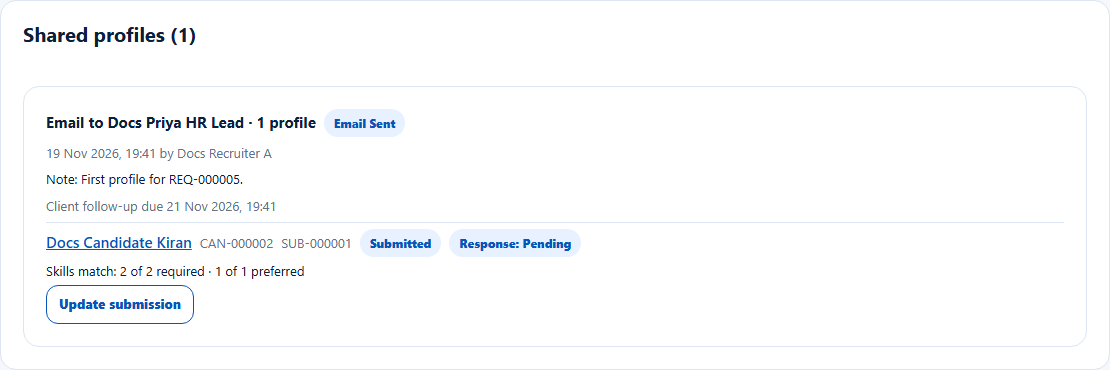 Shared profiles (1)
Email to Docs Priya HR Lead · 1 profile Email Sent
19 Nov 2026, 19:41 by Docs Recruiter A
Note: First profile for REQ-000005.
Client follow-up due 21 Nov 2026, 19:41
Docs Candidate Kiran CAN-000002 SUB-000001 Submitted Response: Pending
Skills match: 2 of 2 required · 1 of 1 preferred
Update submission